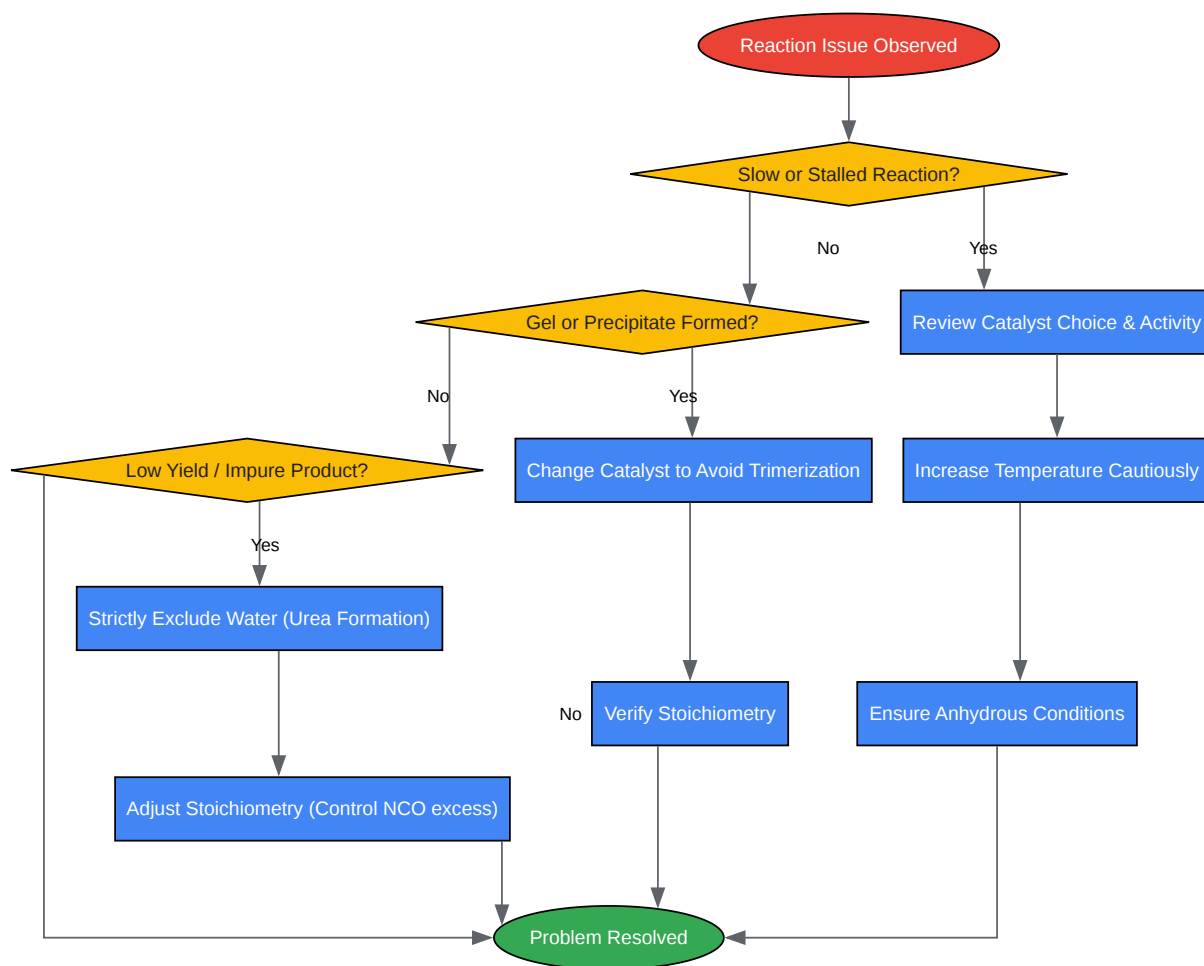 Reaction Issue Observed
Slow or Stalled Reaction?
No
Yes
Gel or Precipitate Formed?
Review Catalyst Choice & Activity
No
Yes
Low Yield / Impure Product?
Change Catalyst to Avoid Trimerization
Increase Temperature Cautiously
Yes
Strictly Exclude Water (Urea Formation)
No
Verify Stoichiometry
Ensure Anhydrous Conditions
Adjust Stoichiometry (Control NCO excess)
Problem Resolved